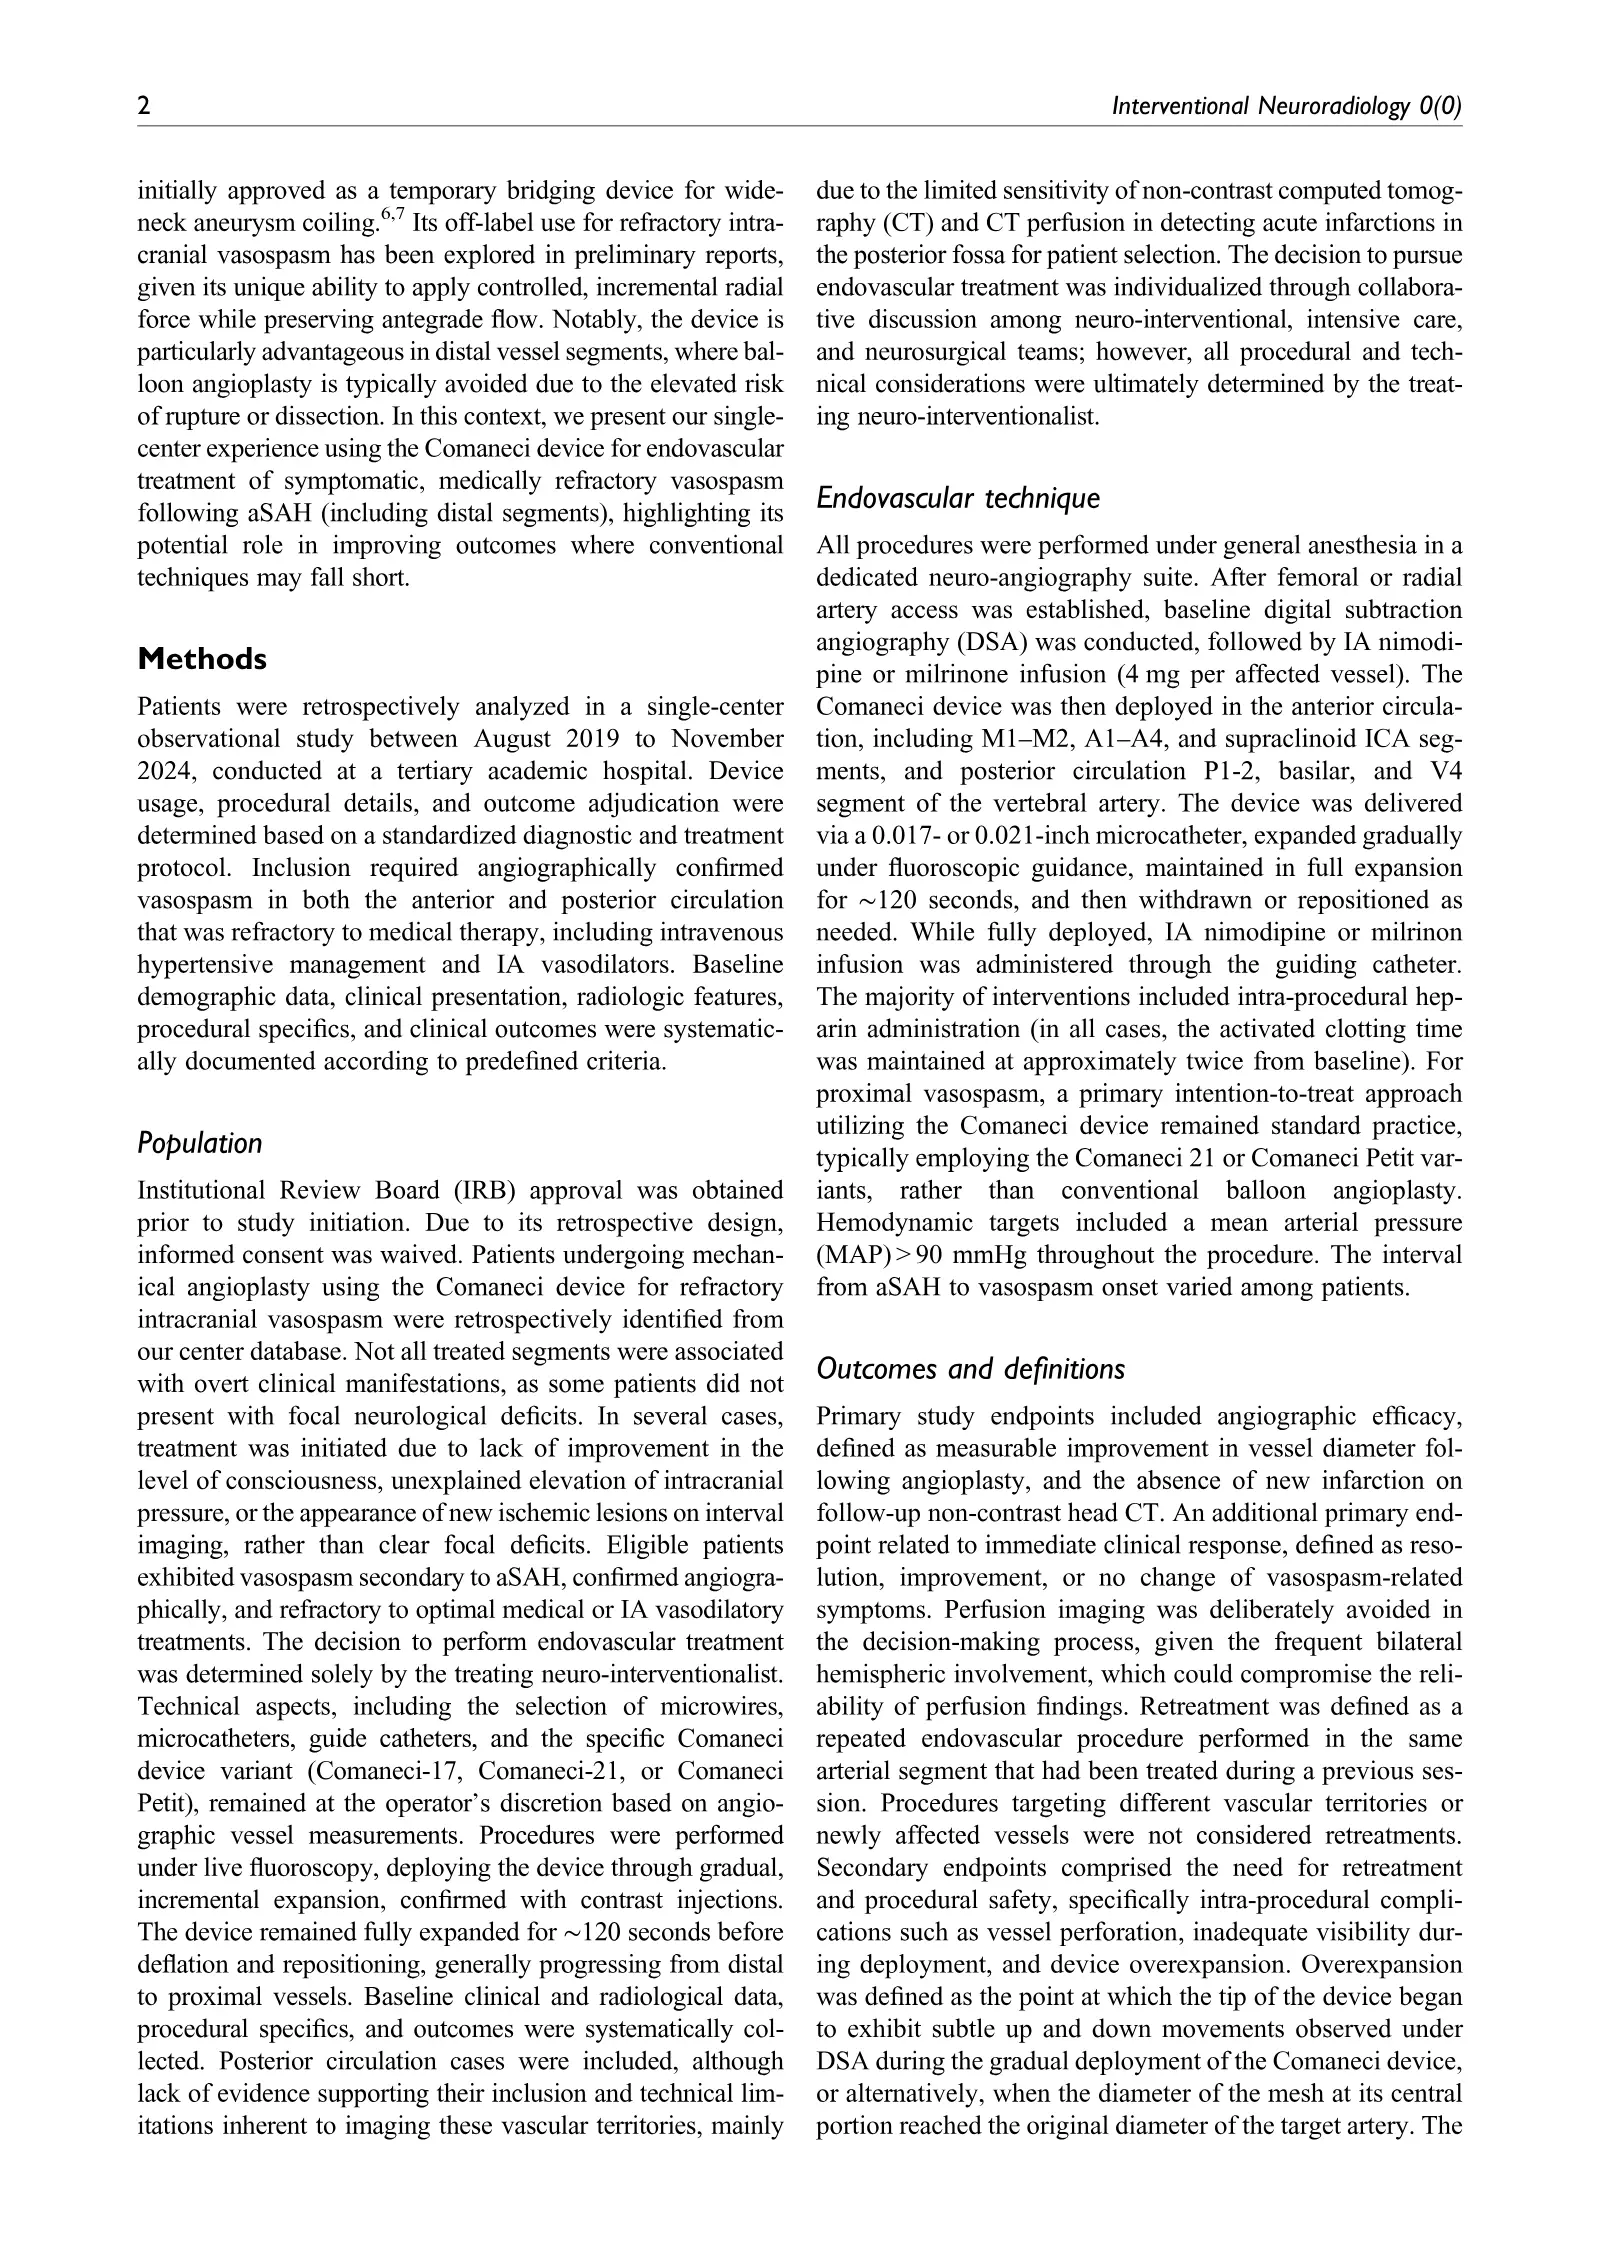 2
Interventional Neuroradiology 0(0)
initially approved as a temporary bridging device for wide-
neck aneurysm coiling.6,7 Its off-label use for refractory intra-
cranial vasospasm has been explored in preliminary reports,
given its unique ability to apply controlled, incremental radial
force while preserving antegrade flow. Notably, the device is
particularly advantageous in distal vessel segments, where bal-
loon angioplasty is typically avoided due to the elevated risk
of rupture or dissection. In this context, we present our single-
center experience using the Comaneci device for endovascular
treatment of symptomatic, medically refractory vasospasm
following aSAH (including distal segments), highlighting its
potential role in improving outcomes where conventional
techniques may fall short.
Methods
Patients were retrospectively analyzed in a single-center
observational study between August 2019 to November
2024, conducted at a tertiary academic hospital. Device
usage, procedural details, and outcome adjudication were
determined based on a standardized diagnostic and treatment
protocol. Inclusion required angiographically confirmed
vasospasm in both the anterior and posterior circulation
that was refractory to medical therapy, including intravenous
hypertensive management and IA vasodilators. Baseline
demographic data, clinical presentation, radiologic features,
procedural specifics, and clinical outcomes were systematic-
ally documented according to predefined criteria.
Population
Institutional Review Board (IRB) approval was obtained
prior to study initiation. Due to its retrospective design,
informed consent was waived. Patients undergoing mechan-
ical angioplasty using the Comaneci device for refractory
intracranial vasospasm were retrospectively identified from
our center database. Not all treated segments were associated
with overt clinical manifestations, as some patients did not
present with focal neurological deficits. In several cases,
treatment was initiated due to lack of improvement in the
level of consciousness, unexplained elevation of intracranial
pressure, or the appearance of new ischemic lesions on interval
imaging, rather than clear focal deficits. Eligible patients
exhibited vasospasm secondary to aSAH, confirmed angiogra-
phically, and refractory to optimal medical or IA vasodilatory
treatments. The decision to perform endovascular treatment
was determined solely by the treating neuro-interventionalist.
Technical aspects, including the selection of microwires,
microcatheters, guide catheters, and the specific Comaneci
device variant (Comaneci-17, Comaneci-21, or Comaneci
Petit), remained at the operator’s discretion based on angio-
graphic vessel measurements. Procedures were performed
under live fluoroscopy, deploying the device through gradual,
incremental expansion, confirmed with contrast injections.
The device remained fully expanded for ∼120 seconds before
deflation and repositioning, generally progressing from distal
to proximal vessels. Baseline clinical and radiological data,
procedural specifics, and outcomes were systematically col-
lected. Posterior circulation cases were included, although
lack of evidence supporting their inclusion and technical lim-
itations inherent to imaging these vascular territories, mainly
due to the limited sensitivity of non-contrast computed tomog-
raphy (CT) and CT perfusion in detecting acute infarctions in
the posterior fossa for patient selection. The decision to pursue
endovascular treatment was individualized through collabora-
tive discussion among neuro-interventional, intensive care,
and neurosurgical teams; however, all procedural and tech-
nical considerations were ultimately determined by the treat-
ing neuro-interventionalist.
Endovascular technique
All procedures were performed under general anesthesia in a
dedicated neuro-angiography suite. After femoral or radial
artery access was established, baseline digital subtraction
angiography (DSA) was conducted, followed by IA nimodi-
pine or milrinone infusion (4 mg per affected vessel). The
Comaneci device was then deployed in the anterior circula-
tion, including M1–M2, A1–A4, and supraclinoid ICA seg-
ments, and posterior circulation P1-2, basilar, and V4
segment of the vertebral artery. The device was delivered
via a 0.017- or 0.021-inch microcatheter, expanded gradually
under fluoroscopic guidance, maintained in full expansion
for ∼120 seconds, and then withdrawn or repositioned as
needed. While fully deployed, IA nimodipine or milrinon
infusion was administered through the guiding catheter.
The majority of interventions included intra-procedural hep-
arin administration (in all cases, the activated clotting time
was maintained at approximately twice from baseline). For
proximal vasospasm, a primary intention-to-treat approach
utilizing the Comaneci device remained standard practice,
typically employing the Comaneci 21 or Comaneci Petit var-
iants, rather than conventional balloon angioplasty.
Hemodynamic targets included a mean arterial pressure
(MAP) > 90 mmHg throughout the procedure. The interval
from aSAH to vasospasm onset varied among patients.
Outcomes and definitions
Primary study endpoints included angiographic efficacy,
defined as measurable improvement in vessel diameter fol-
lowing angioplasty, and the absence of new infarction on
follow-up non-contrast head CT. An additional primary end-
point related to immediate clinical response, defined as reso-
lution, improvement, or no change of vasospasm-related
symptoms. Perfusion imaging was deliberately avoided in
the decision-making process, given the frequent bilateral
hemispheric involvement, which could compromise the reli-
ability of perfusion findings. Retreatment was defined as a
repeated endovascular procedure performed in the same
arterial segment that had been treated during a previous ses-
sion. Procedures targeting different vascular territories or
newly affected vessels were not considered retreatments.
Secondary endpoints comprised the need for retreatment
and procedural safety, specifically intra-procedural compli-
cations such as vessel perforation, inadequate visibility dur-
ing deployment, and device overexpansion. Overexpansion
was defined as the point at which the tip of the device began
to exhibit subtle up and down movements observed under
DSA during the gradual deployment of the Comaneci device,
or alternatively, when the diameter of the mesh at its central
portion reached the original diameter of the target artery. The